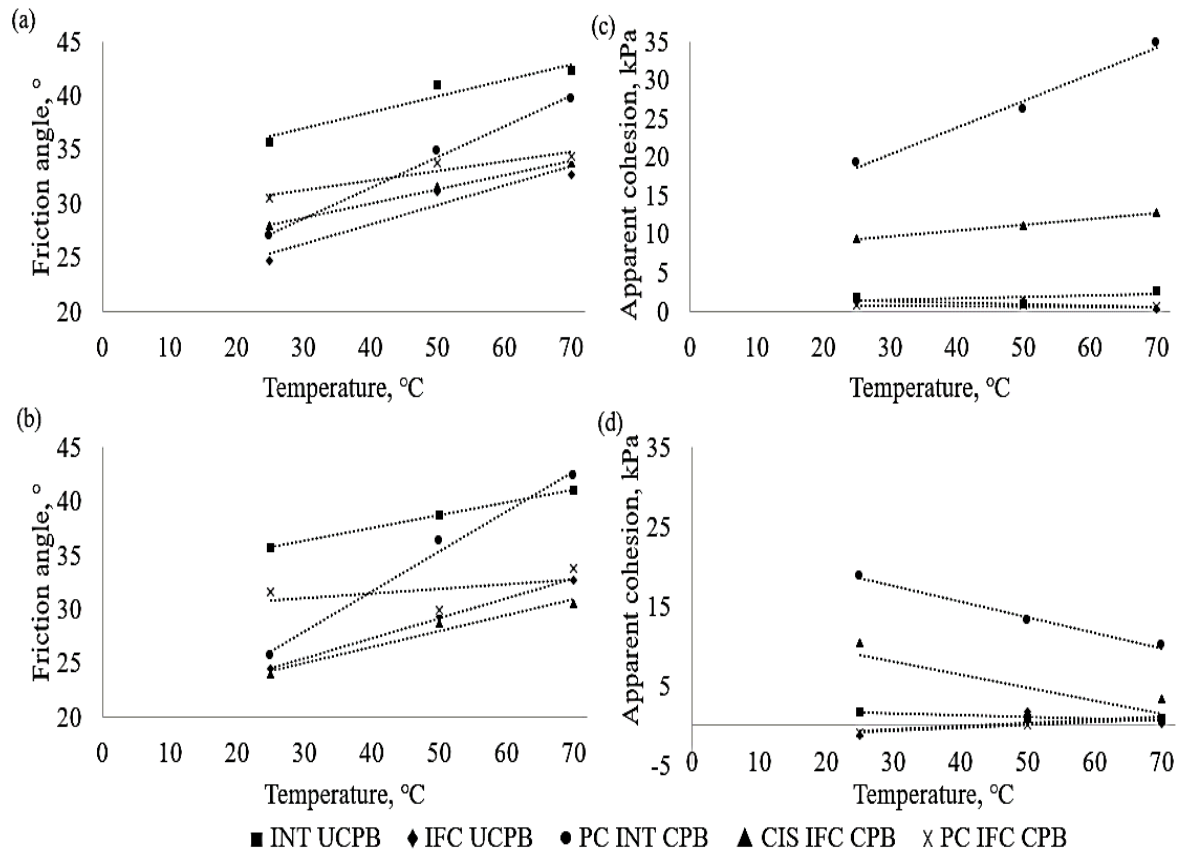 (a)
Friction angle, °
45
40
35
30
25
20
0 10 20 30 40 50 60 70
Temperature, °C
(c)
Apparent cohesion, kPa
35
30
25
20
15
10
5
0
0 10 20 30 40 50 60 70
Temperature, °C
(b)
Friction angle, °
45
40
35
30
25
20
0 10 20 30 40 50 60 70
Temperature, °C
(d)
Apparent cohesion, kPa
35
25
15
5
-5
0 10 20 30 40 50 60 70
Temperature, °C
INT UCPB IFC UCPB PC INT CPB CIS IFC CPB PC IFC CPB